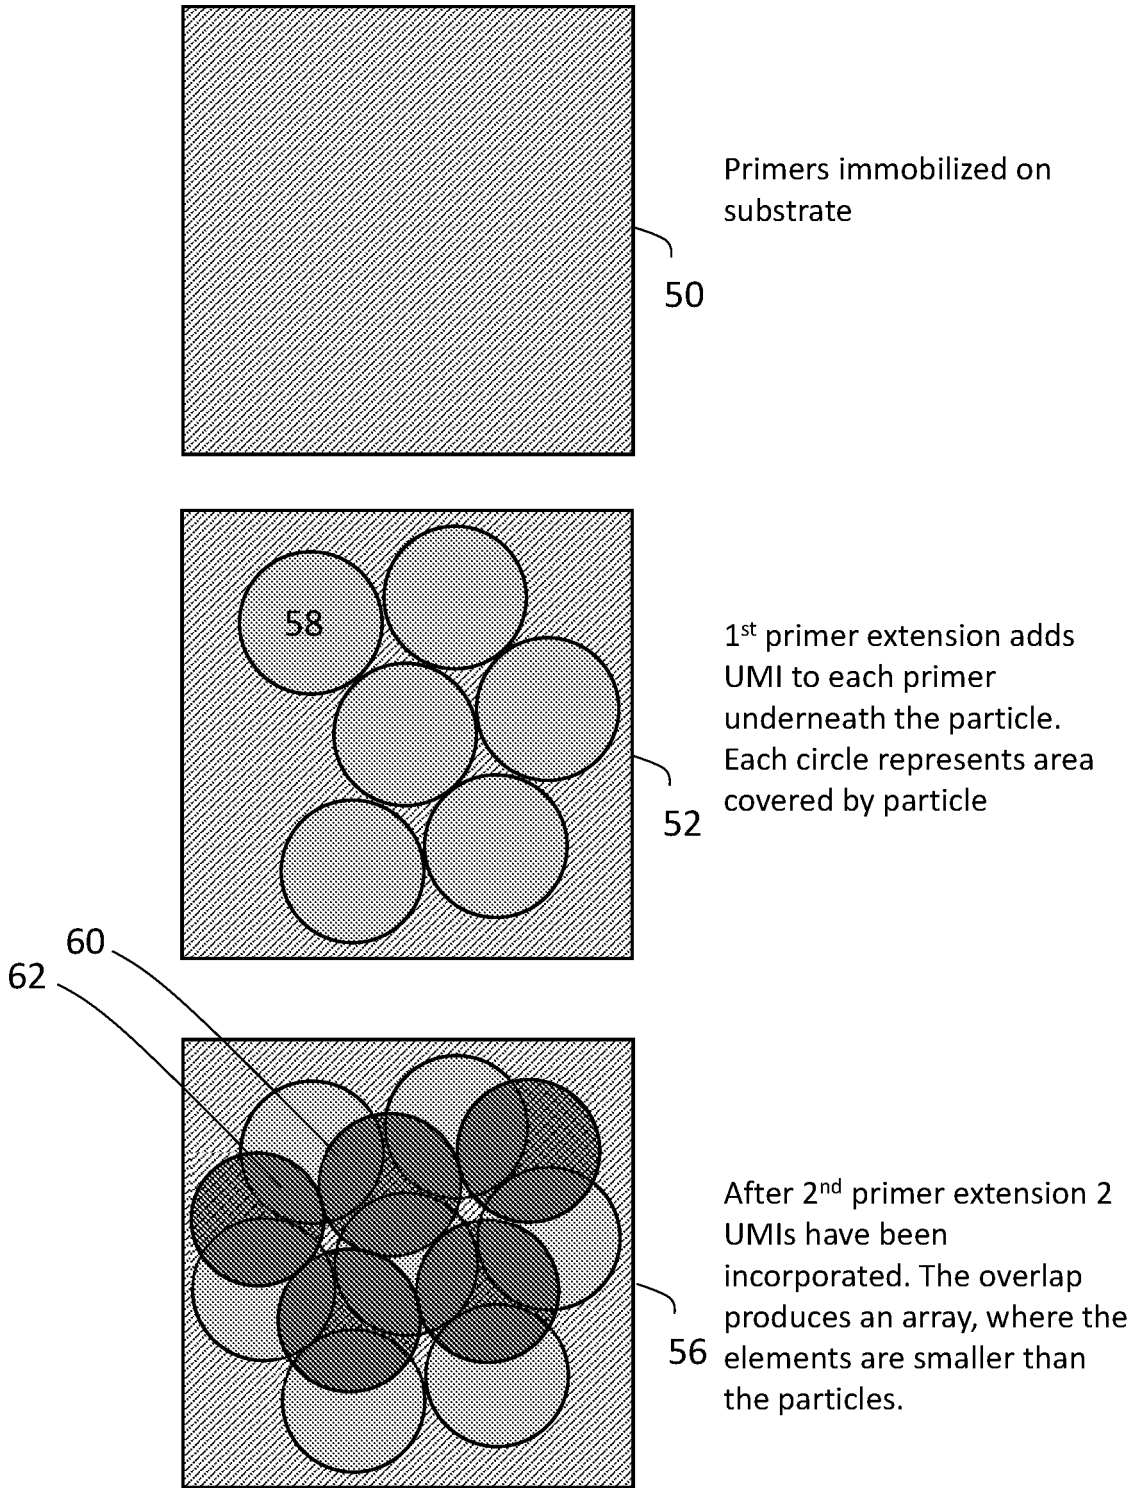 Primers immobilized on
substrate
50
58
1st primer extension adds
UMI to each primer
underneath the particle.
Each circle represents area
covered by particle
52
60
62
After 2nd primer extension 2
UMIs have been
incorporated. The overlap
produces an array, where the
elements are smaller than
the particles.
56